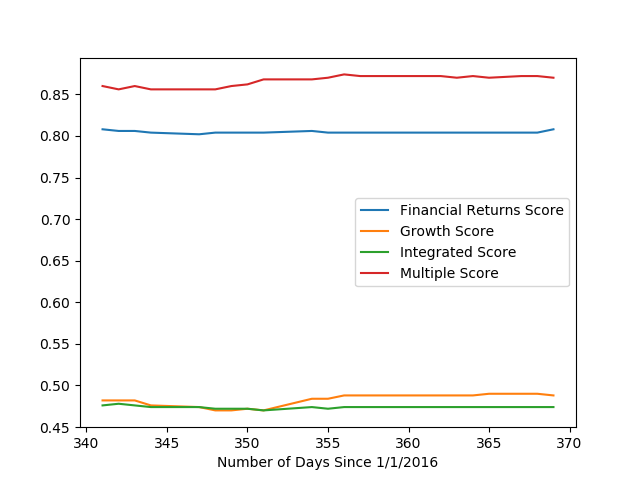 0.85
0.80
0.75
0.70
0.65
0.60
0.55
0.50
0.45
Financial Returns Score
Growth Score
Integrated Score
Multiple Score
340 345 350 355 360 365 370
Number of Days Since 1/1/2016